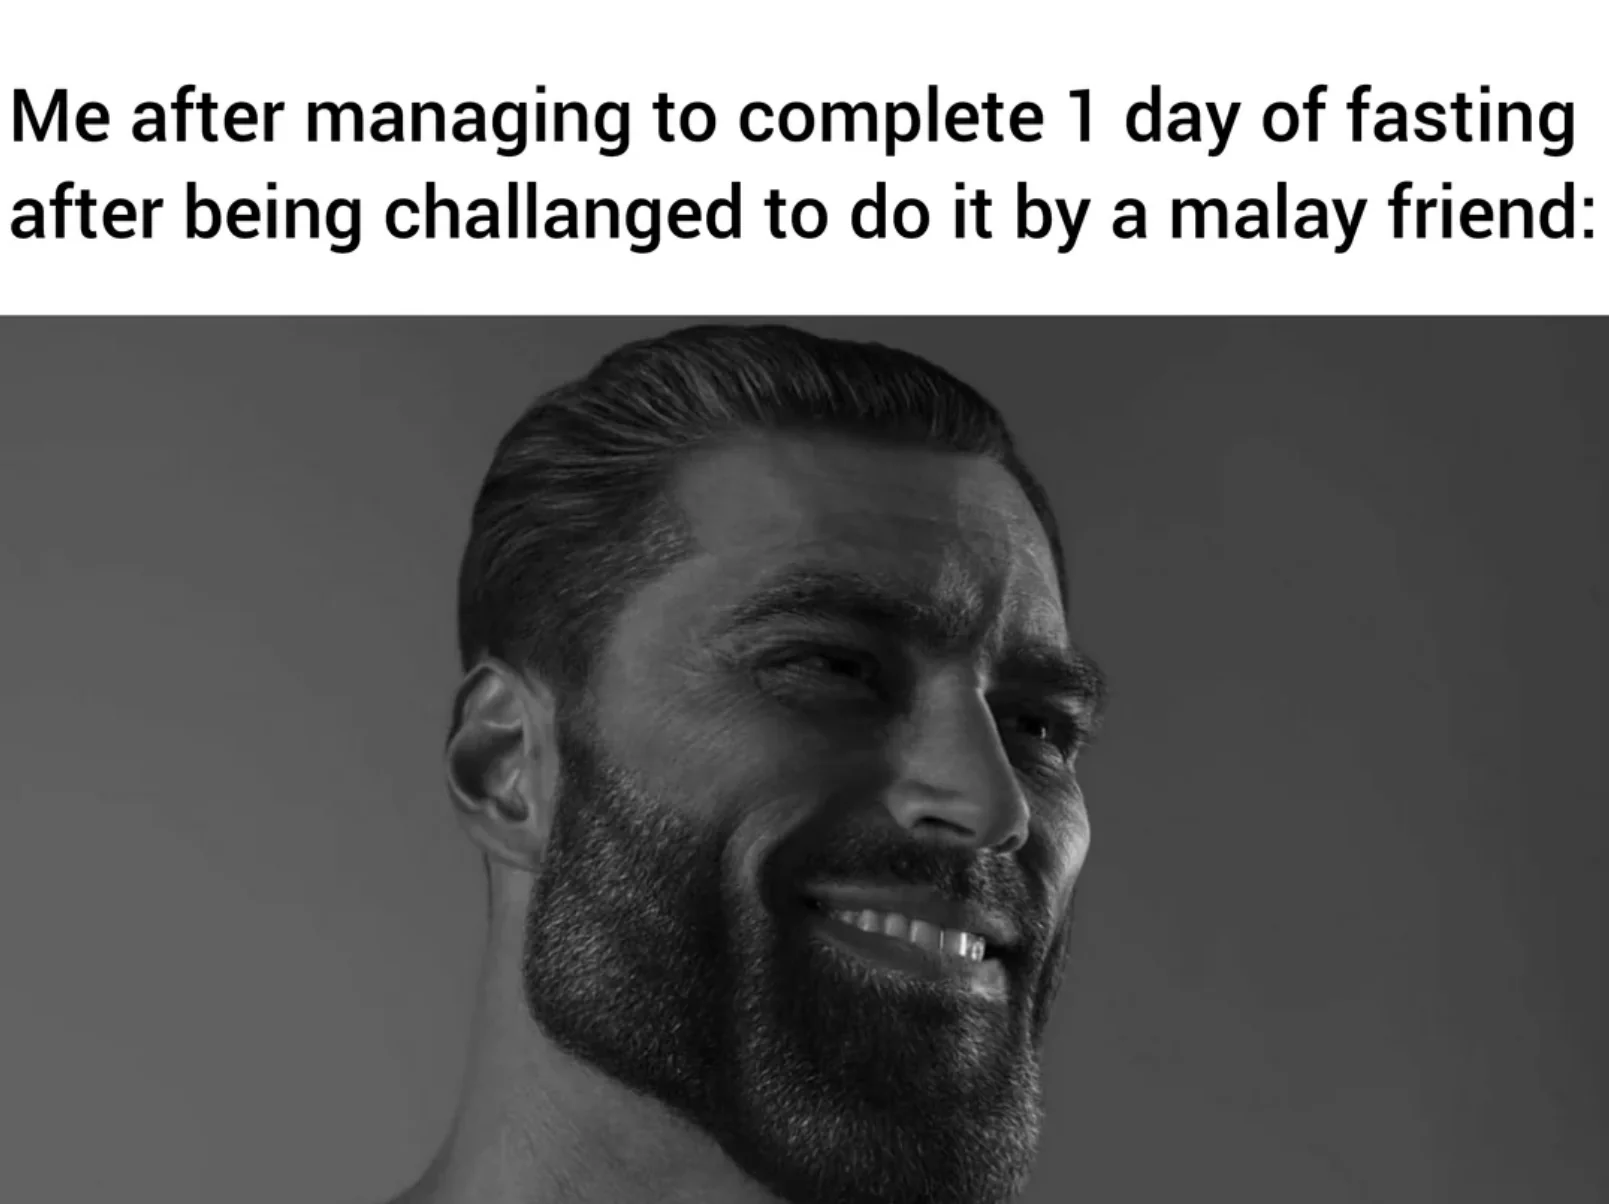 Me after managing to complete 1 day of fasting
after being challanged to do it by a malay friend: